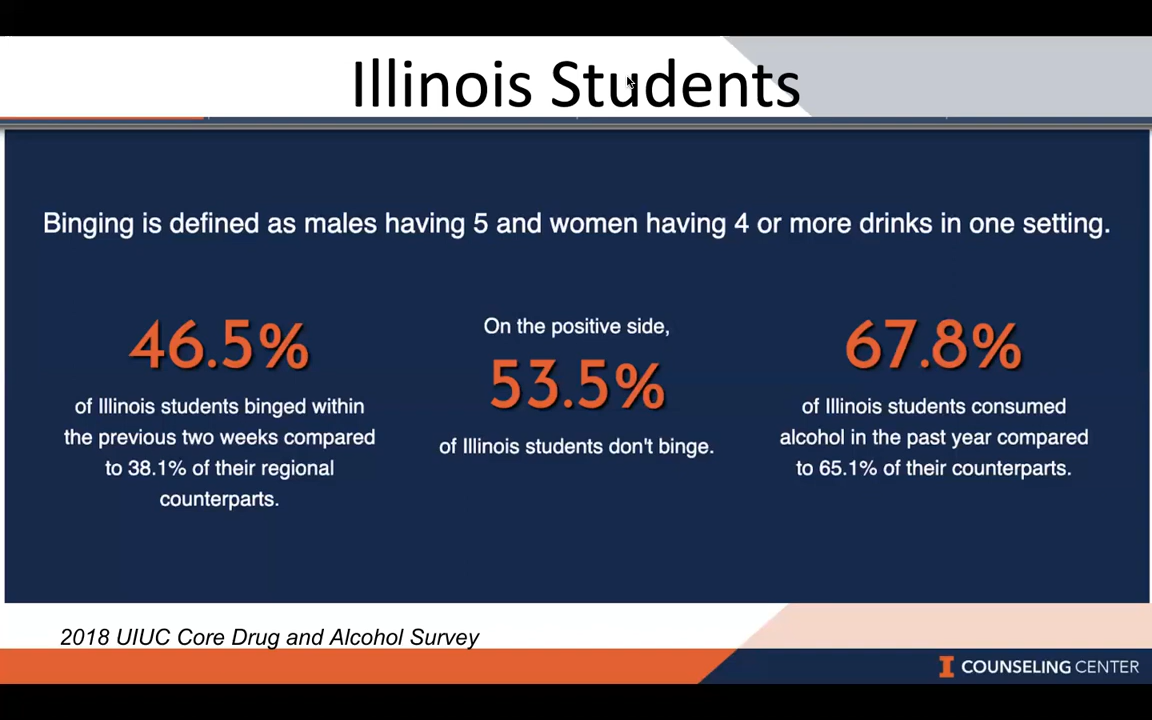 Illinois Students
Binging is defined as males having 5 and women having 4 or more drinks in one setting.
46.5%
of Illinois students binged within
the previous two weeks compared
to 38.1% of their regional
counterparts.
On the positive side,
53.5%
of Illinois students don't binge.
67.8%
of Illinois students consumed
alcohol in the past year compared
to 65.1% of their counterparts.
2018 UIUC Core Drug and Alcohol Survey
I COUNSELING CENTER